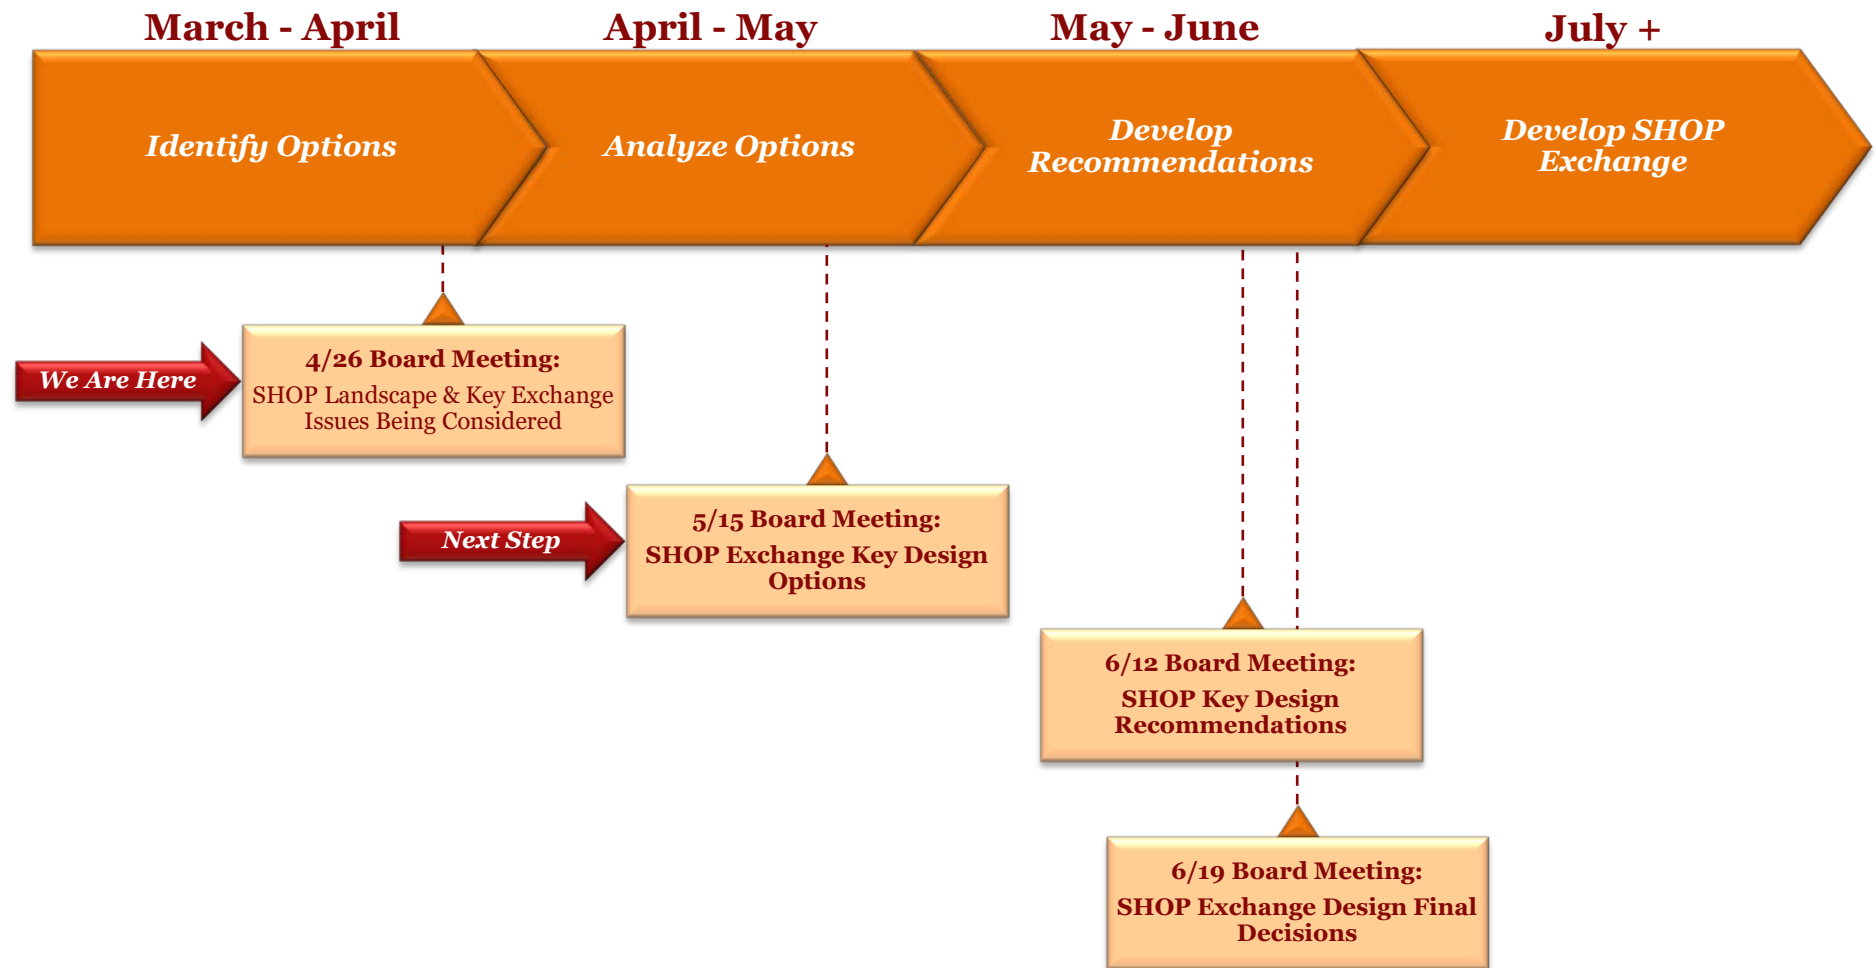 March - April
April - May
May - June
July +
Identify Options
Analyze Options
Develop
Recommendations
Develop SHOP
Exchange
We Are Here
4/26 Board Meeting:
SHOP Landscape & Key Exchange
Issues Being Considered
Next Step
5/15 Board Meeting:
SHOP Exchange Key Design
Options
6/12 Board Meeting:
SHOP Key Design
Recommendations
6/19 Board Meeting:
SHOP Exchange Design Final
Decisions